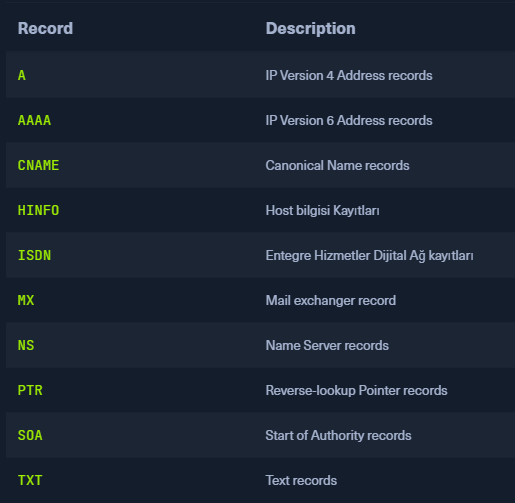 Record Description
A IP Version 4 Address records
AAAA IP Version 6 Address records
CNAME Canonical Name records
HINFO Host bilgisi Kayıtları
ISDN Entegre Hizmetler Dijital Ağ kayıtları
MX Mail exchanger record
NS Name Server records
PTR Reverse-lookup Pointer records
SOA Start of Authority records
TXT Text records